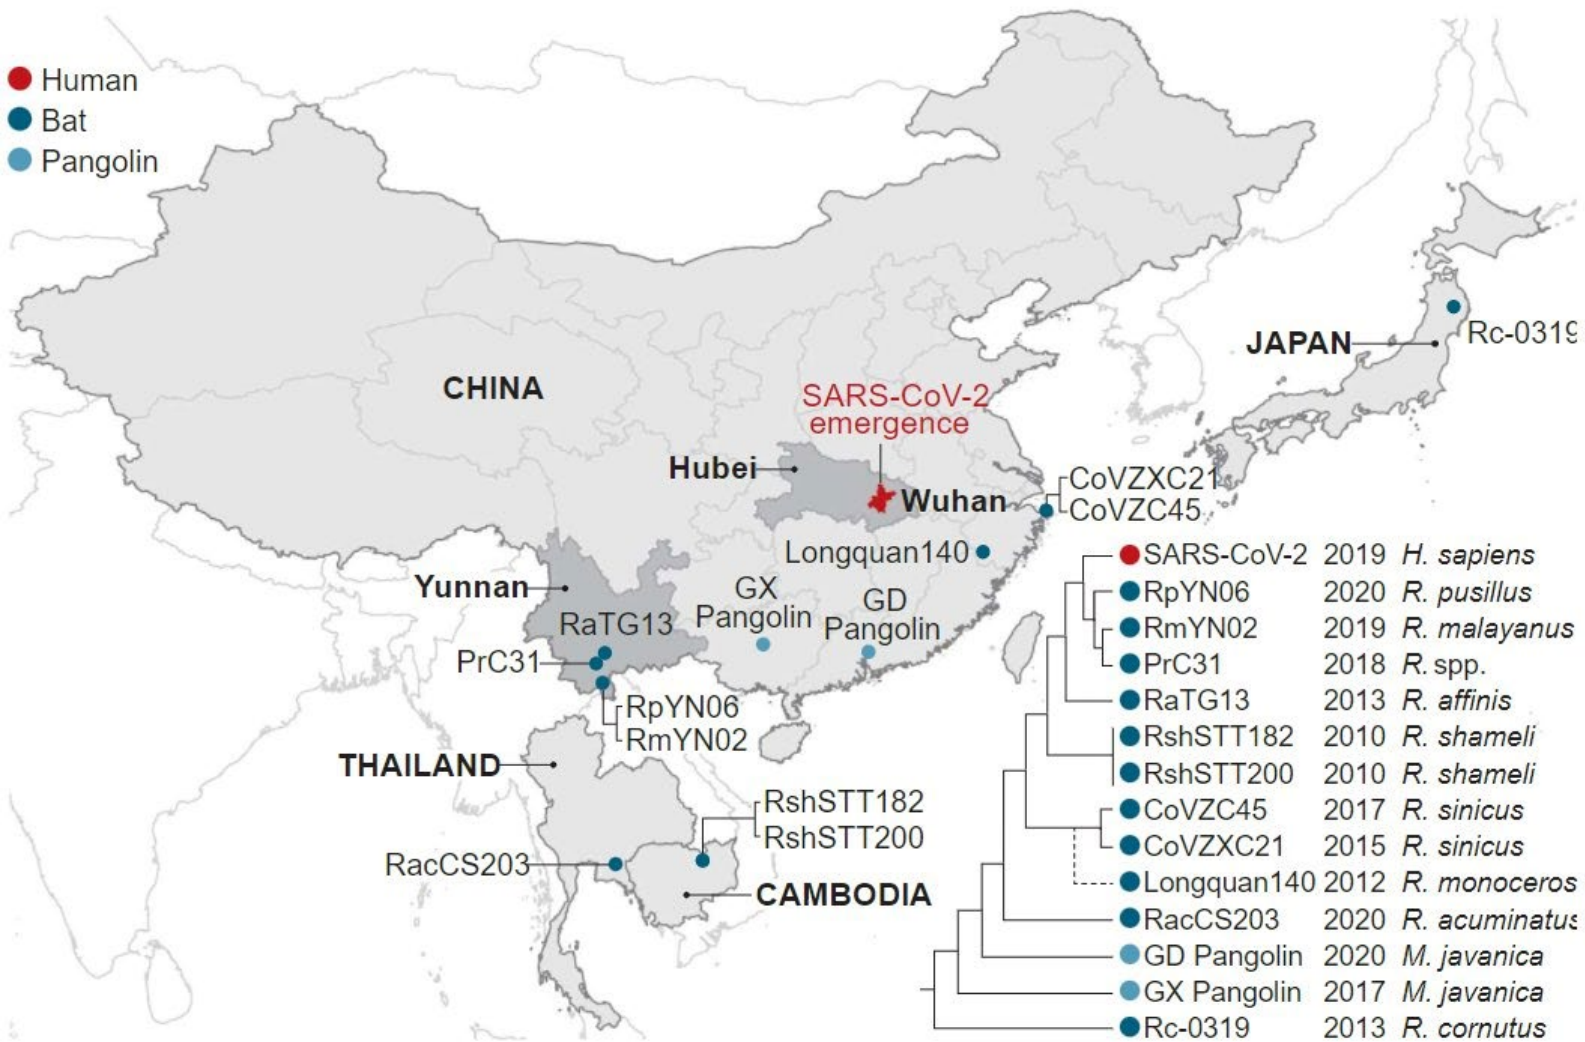 Human
Bat
Pangolin
CHINA
JAPAN
Rc-0319
SARS-CoV-2
emergence
Hubei
Wuhan
CoVZXC21
CoVZC45
Longquan140
Yunnan
GX
Pangolin
GD
Pangolin
RaTG13
PrC31
RpYN06
RmYN02
THAILAND
RshSTT182
RshSTT200
RacCS203
CAMBODIA
SARS-CoV-2 2019 H. sapiens
RpYN06 2020 R. pusillus
RmYN02 2019 R. malayanus
PrC31 2018 R. spp.
RaTG13 2013 R. affinis
RshSTT182 2010 R. shameli
RshSTT200 2010 R. shameli
CoVZC45 2017 R. sinicus
CoVZXC21 2015 R. sinicus
Longquan140 2012 R. monoceros
RacCS203 2020 R. acuminatus
GD Pangolin 2020 M. javanica
GX Pangolin 2017 M. javanica
Rc-0319 2013 R. cornutus